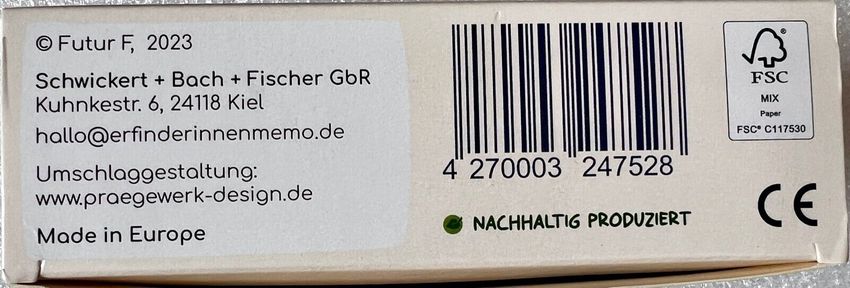 © Futur F, 2023
Schwickert + Bach + Fischer GbR
Kuhnkestr. 6, 24118 Kiel
hallo@erfinderinnenmemo.de
Umschlaggestaltung:
www.praegewerk-design.de
Made in Europe
4 270003 247528
NACHHALTIG PRODUZIERT
FSC
MIX
Paper
FSC® C117530
CE